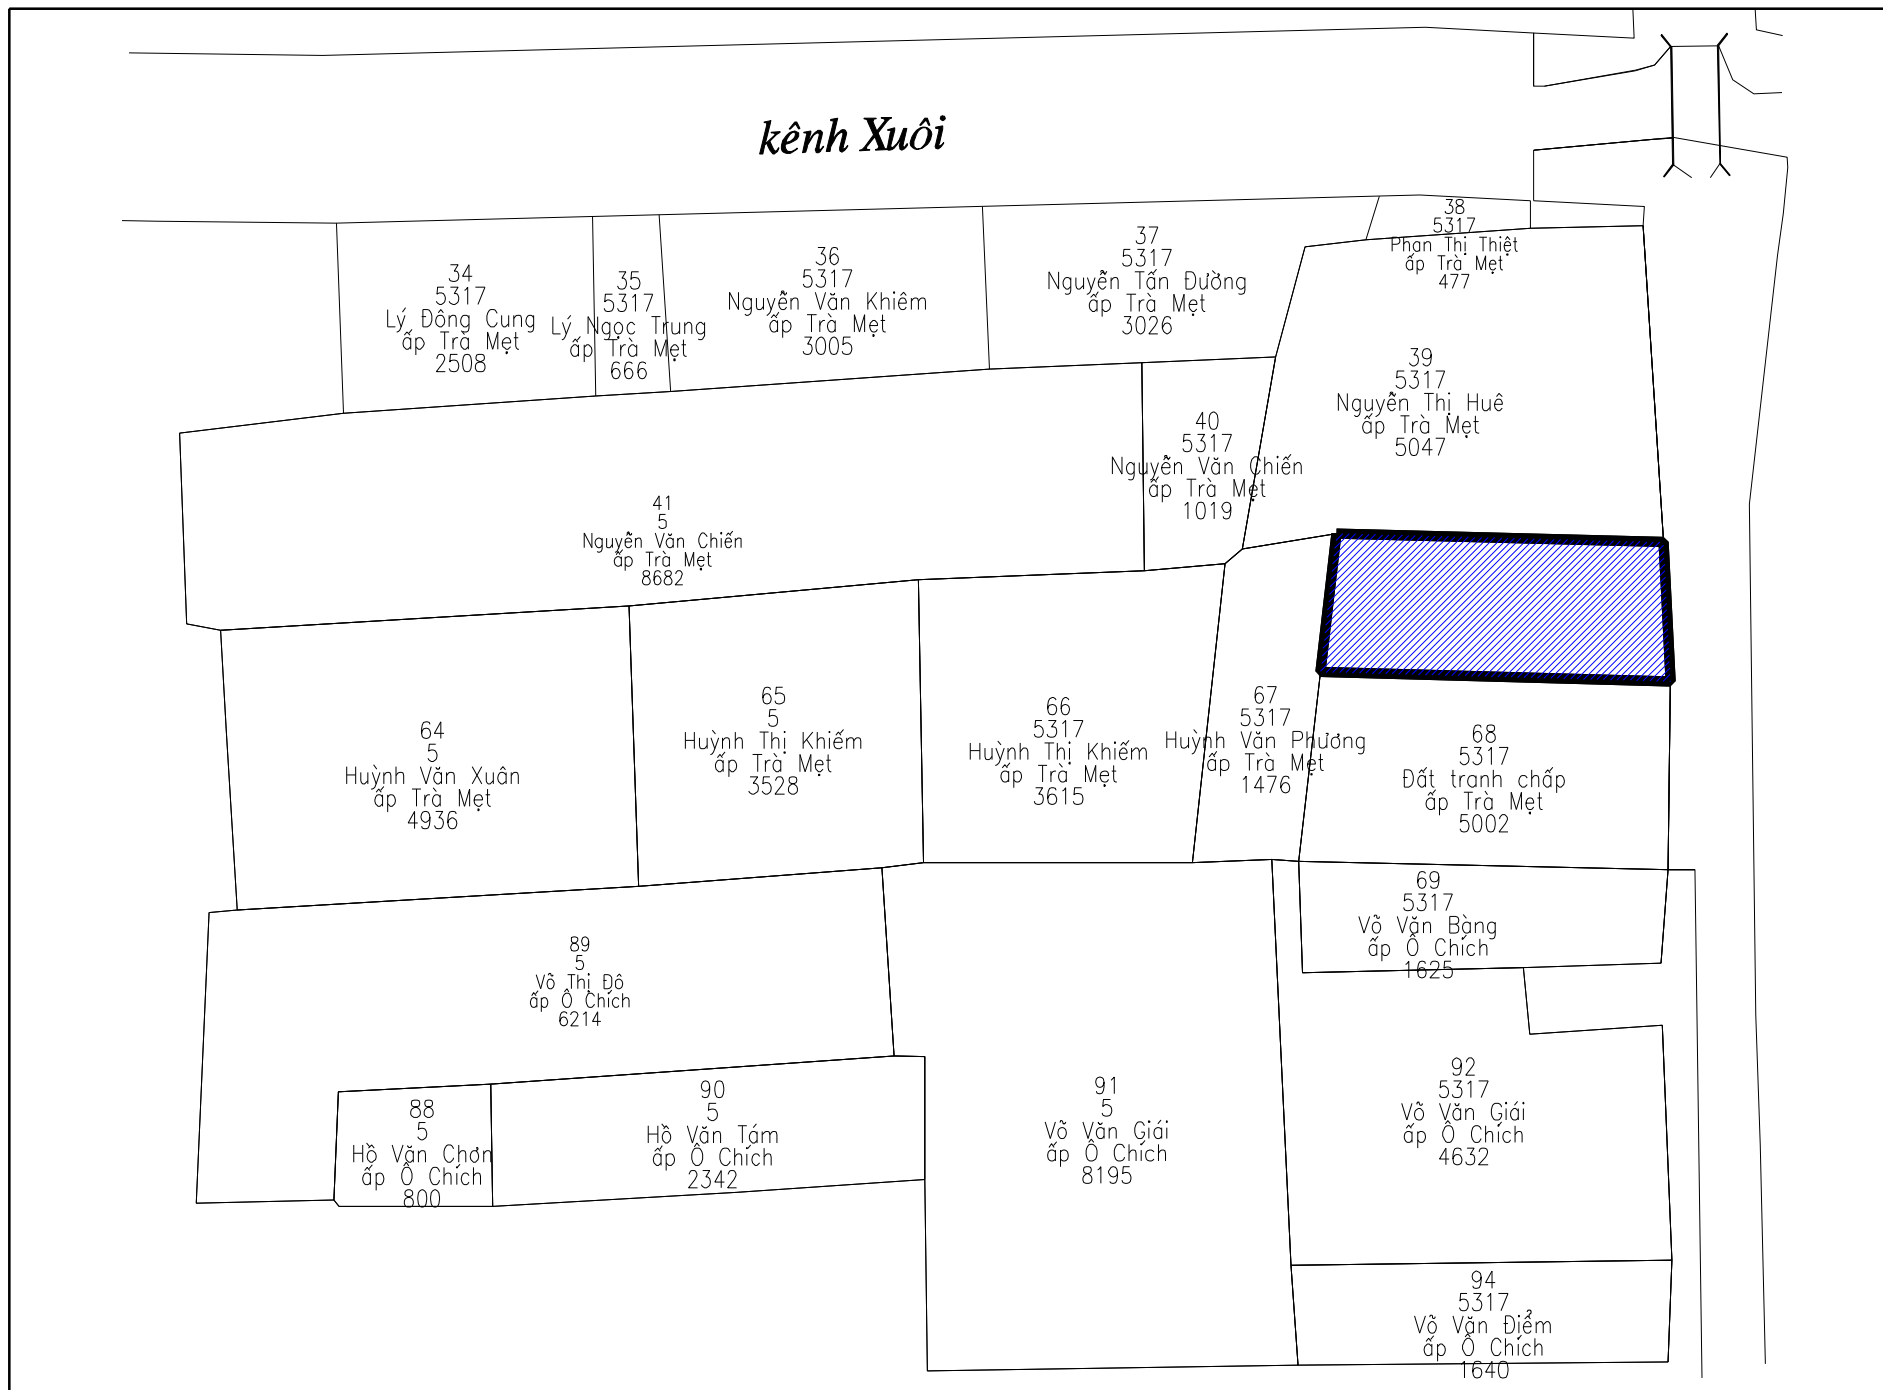 kênh Xuôi
34
5317
Lý Đông Cung
ấp Trà Mẹt
2508
35
5317
Lý Ngọc Trung
ấp Trà Mẹt
666
36
5317
Nguyễn Văn Khiêm
ấp Trà Mẹt
3005
37
5317
Nguyễn Tấn Đường
ấp Trà Mẹt
3026
38
5317
Phan Thị Thiệt
ấp Trà Mẹt
477
39
5317
Nguyễn Thị Huê
ấp Trà Mẹt
5047
40
5317
Nguyễn Văn Chiến
ấp Trà Mẹt
1019
41
5
Nguyễn Văn Chiến
ấp Trà Mẹt
8682
64
5
Huỳnh Văn Xuân
ấp Trà Mẹt
4936
65
5
Huỳnh Thị Khiếm
ấp Trà Mẹt
3528
66
5317
Huỳnh Thị Khiếm
ấp Trà Mẹt
3615
67
5317
Huỳnh Văn Phương
ấp Trà Mẹt
1476
68
5317
Đất tranh chấp
ấp Trà Mẹt
5002
69
5317
Võ Văn Bàng
ấp Ô Chích
1625
89
5
Võ Thị Đô
ấp Ô Chích
6214
88
5
Hồ Văn Chơn
ấp Ô Chích
800
90
5
Hồ Văn Tám
ấp Ô Chích
2342
91
5
Võ Văn Giái
ấp Ô Chích
8195
92
5317
Võ Văn Giái
ấp Ô Chích
4632
94
5317
Võ Văn Điểm
ấp Ô Chích
1640